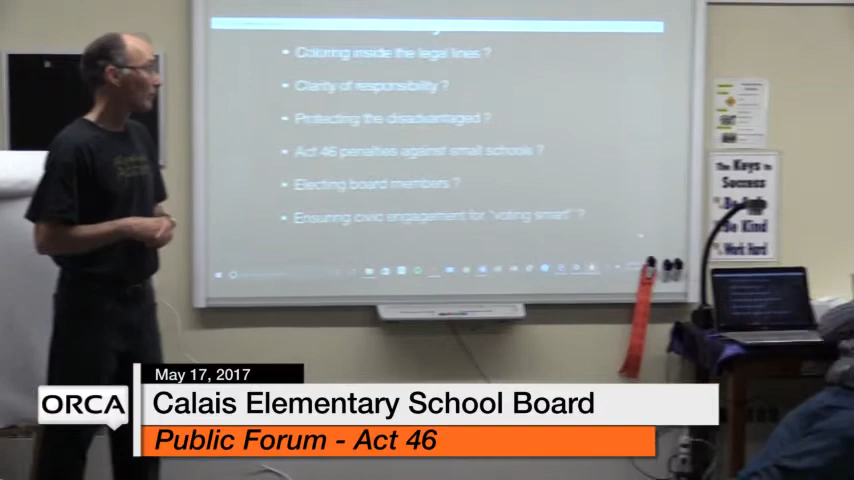 • Coloring inside the legal lines ?
• Clarity of responsibility ?
• Protecting the disadvantaged ?
• Act 46 penalties against small schools ?
• Electing board members ?
• Ensuring civic engagement for "voting smart" ?
The Keys to
Success
Be Kind
Work Hard
May 17, 2017
ORCA
Calais Elementary School Board
Public Forum - Act 46